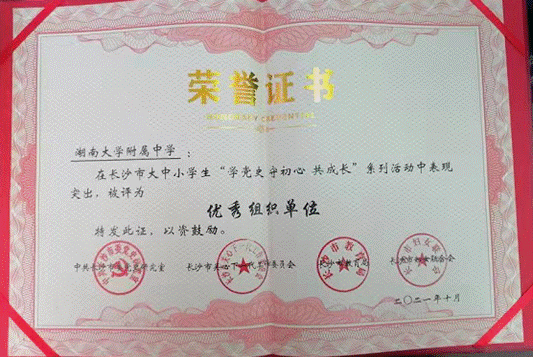 荣誉证书
HONORARY CREDENTIAL
湖南大学附属中学：
在长沙市大中小学生“学党史 守初心 共成长”系列活动中表现
突出，被评为
优秀组织单位
特发此证，以资鼓励。
长沙市教育局
二〇二一年十月